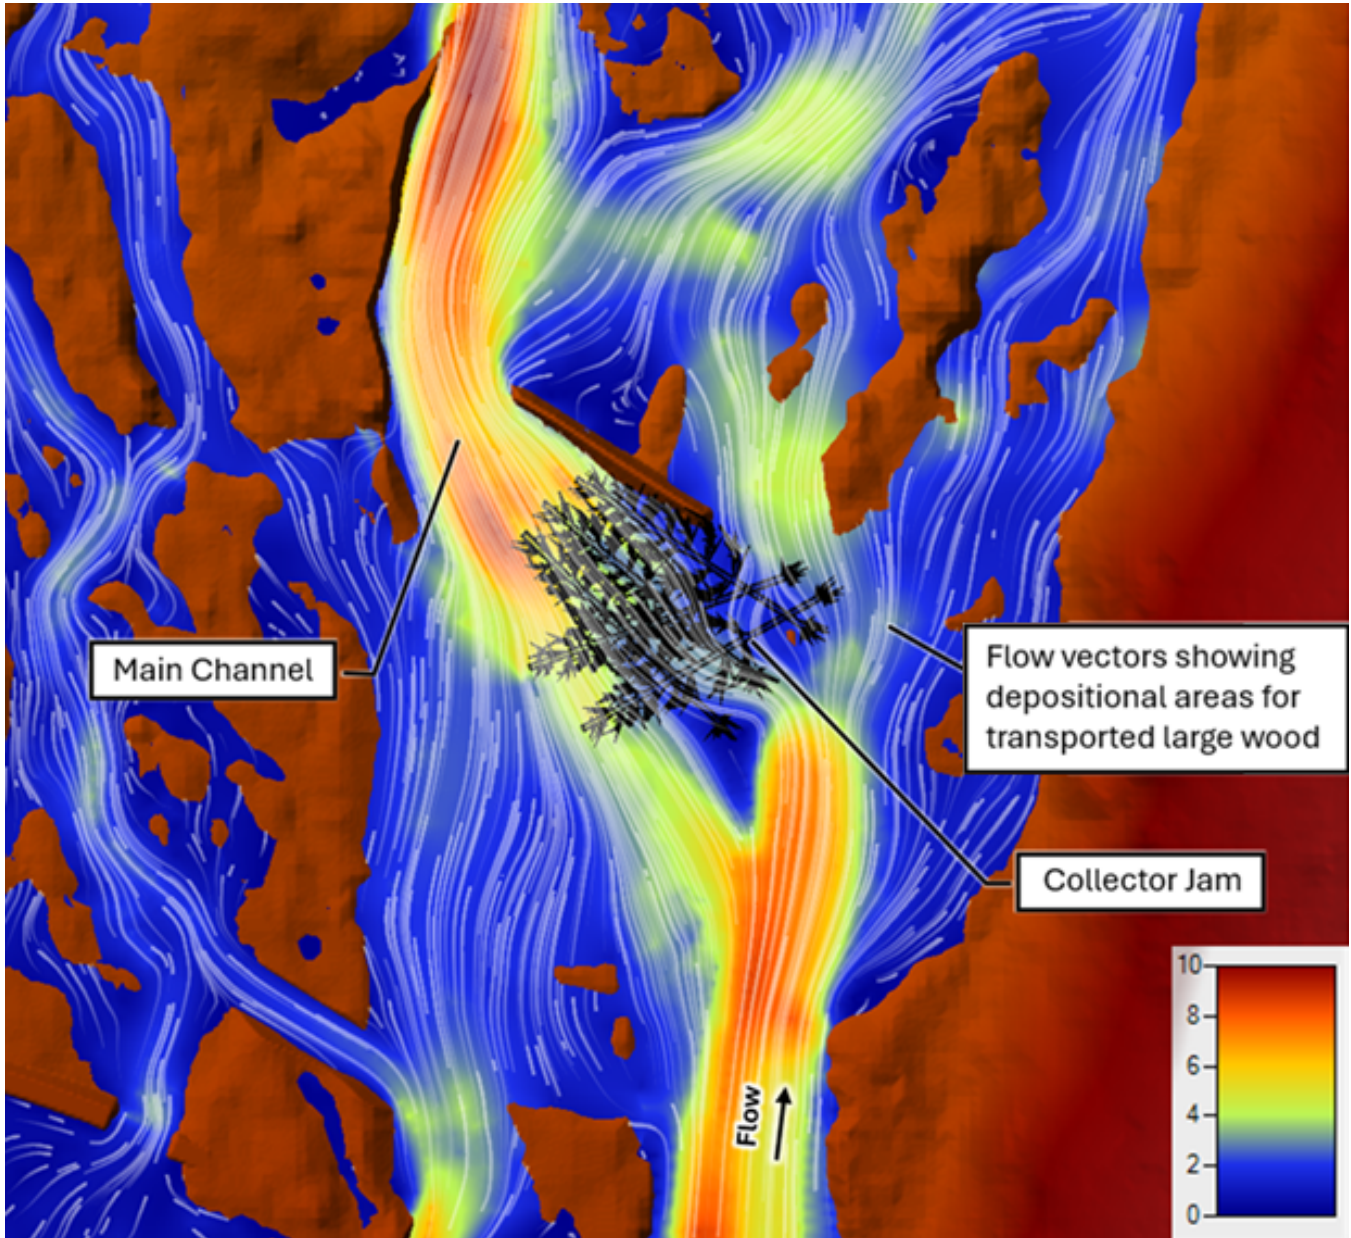 Main Channel
Flow vectors showing
depositional areas for
transported large wood
Collector Jam
Flow
10
8
6
4
2
0